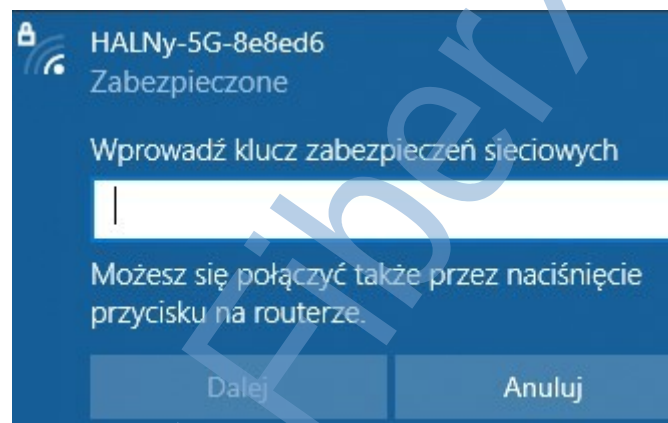 HALNy-5G-8e8ed6
Zabezpieczone
Wprowadź klucz zabezpieczeń sieciowych
Możesz się połączyć także przez naciśnięcie
przycisku na routerze.
Dalej
Anuluj
Fiber